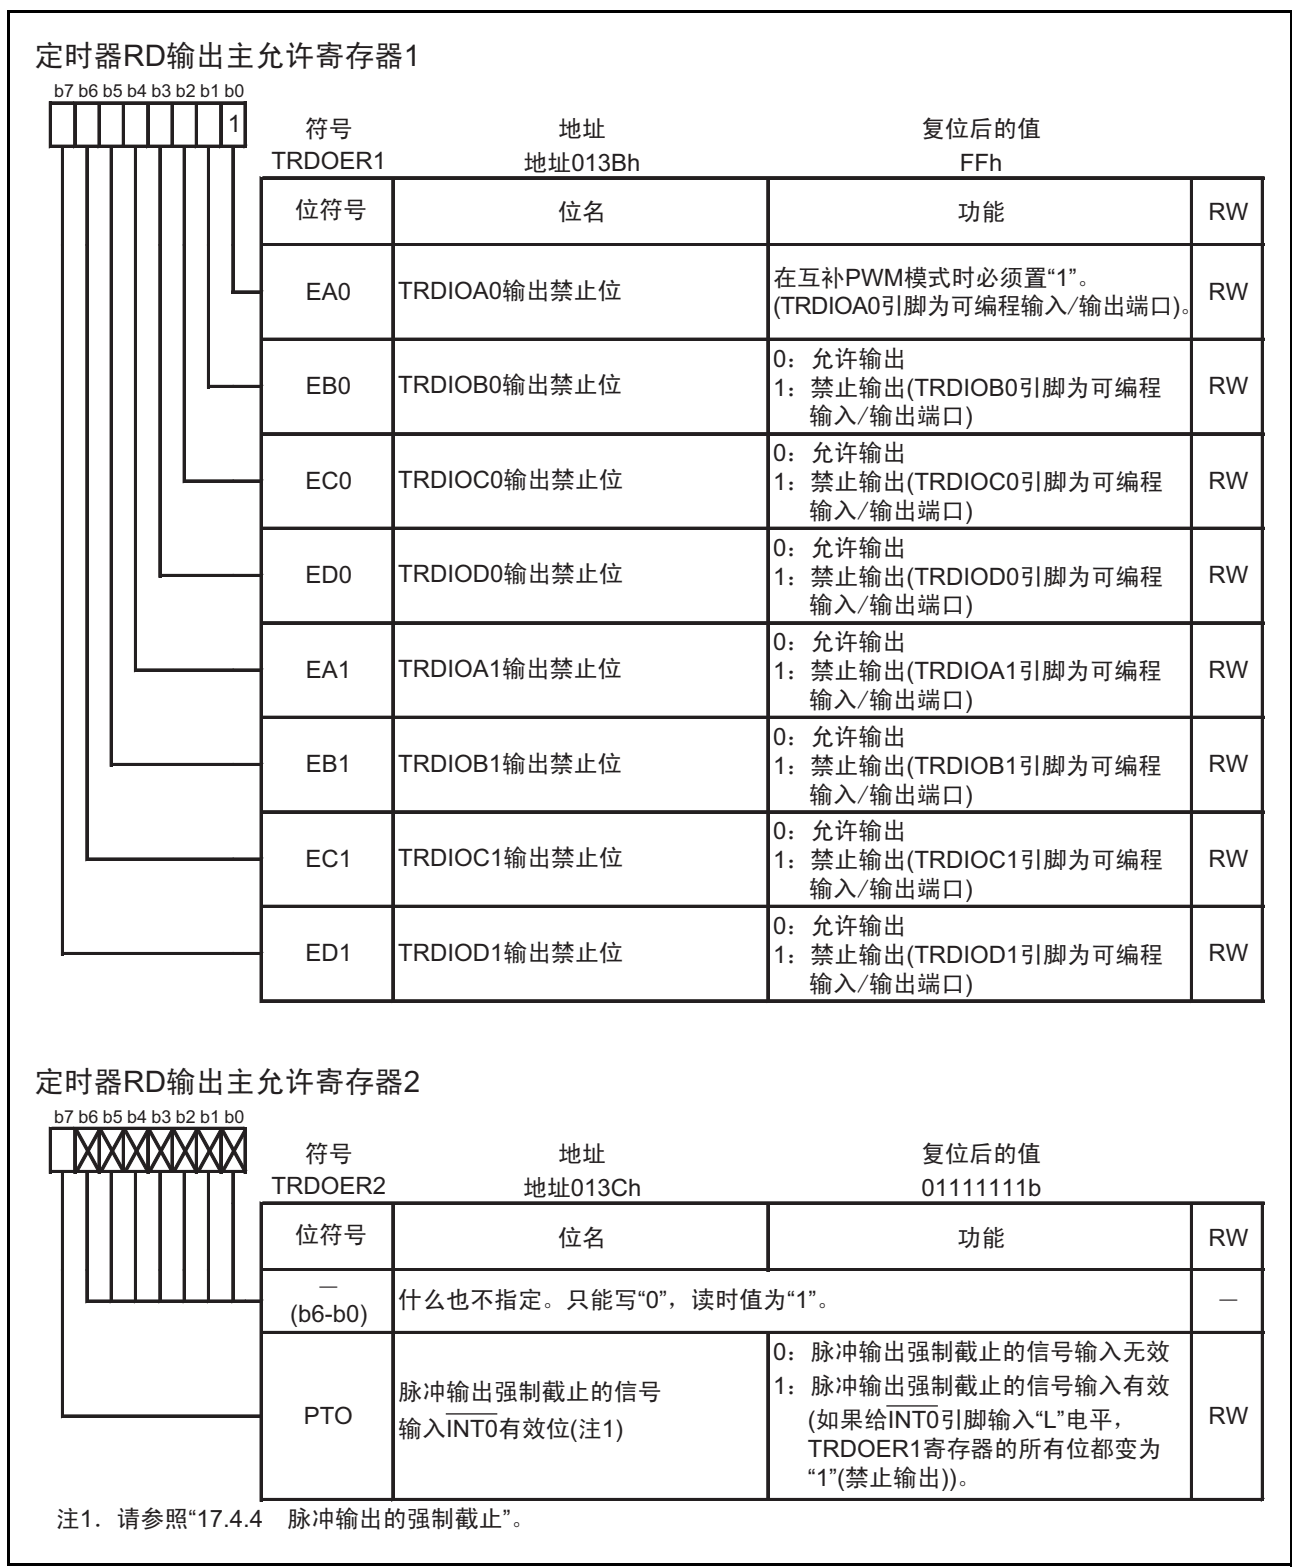 定时器RD输出主允许寄存器1
b7 b6 b5 b4 b3 b2 b1 b0
1
符号 地址 复位后的值
TRDOER1 地址013Bh FFh
位符号 位名 功能 RW
EA0 TRDIOA0输出禁止位 在互补PWM模式时必须置“1”。
(TRDIOA0引脚为可编程输入/输出端口)。 RW
EB0 TRDIOB0输出禁止位 0：允许输出
1：禁止输出(TRDIOB0引脚为可编程
输入/输出端口) RW
EC0 TRDIOC0输出禁止位 0：允许输出
1：禁止输出(TRDIOC0引脚为可编程
输入/输出端口) RW
ED0 TRDIOD0输出禁止位 0：允许输出
1：禁止输出(TRDIOD0引脚为可编程
输入/输出端口) RW
EA1 TRDIOA1输出禁止位 0：允许输出
1：禁止输出(TRDIOA1引脚为可编程
输入/输出端口) RW
EB1 TRDIOB1输出禁止位 0：允许输出
1：禁止输出(TRDIOB1引脚为可编程
输入/输出端口) RW
EC1 TRDIOC1输出禁止位 0：允许输出
1：禁止输出(TRDIOC1引脚为可编程
输入/输出端口) RW
ED1 TRDIOD1输出禁止位 0：允许输出
1：禁止输出(TRDIOD1引脚为可编程
输入/输出端口) RW
定时器RD输出主允许寄存器2
b7 b6 b5 b4 b3 b2 b1 b0
符号 地址 复位后的值
TRDOER2 地址013Ch 01111111b
位符号 位名 功能 RW
—
(b6-b0) 什么也不指定。只能写“0”，读时值为“1”。 —
PTO 脉冲输出强制截止的信号
输入INT0有效位(注1) 0：脉冲输出强制截止的信号输入无效
1：脉冲输出强制截止的信号输入有效
(如果给INT0引脚输入“L”电平，
TRDOER1寄存器的所有位都变为
“1”(禁止输出))。 RW
注1. 请参照“17.4.4 脉冲输出的强制截止”。